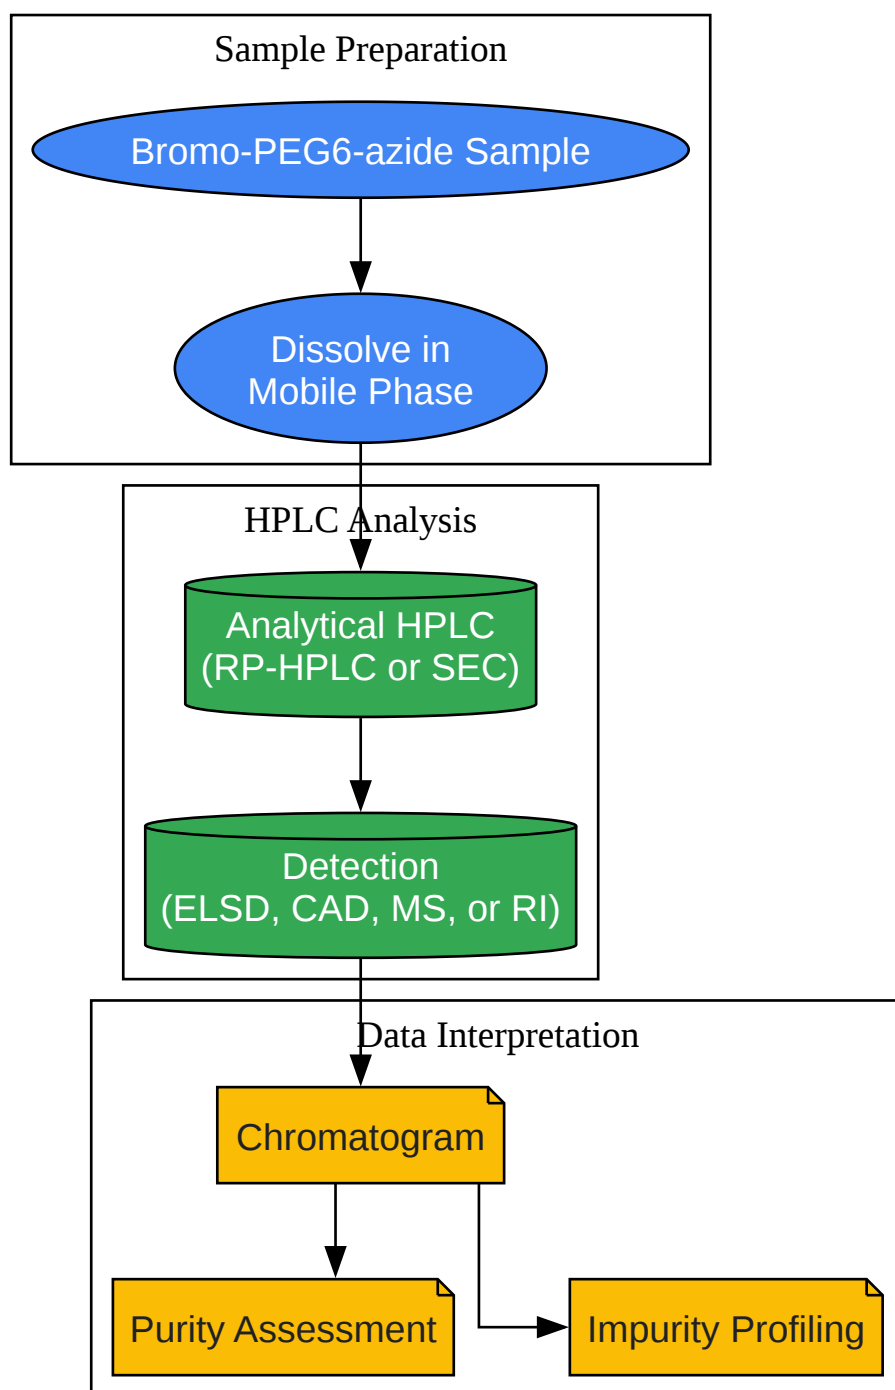 Sample Preparation
Bromo-PEG6-azide Sample
Dissolve in
Mobile Phase
HPLC Analysis
Analytical HPLC
(RP-HPLC or SEC)
Detection
(ELSD, CAD, MS, or RI)
Data Interpretation
Chromatogram
Purity Assessment
Impurity Profiling